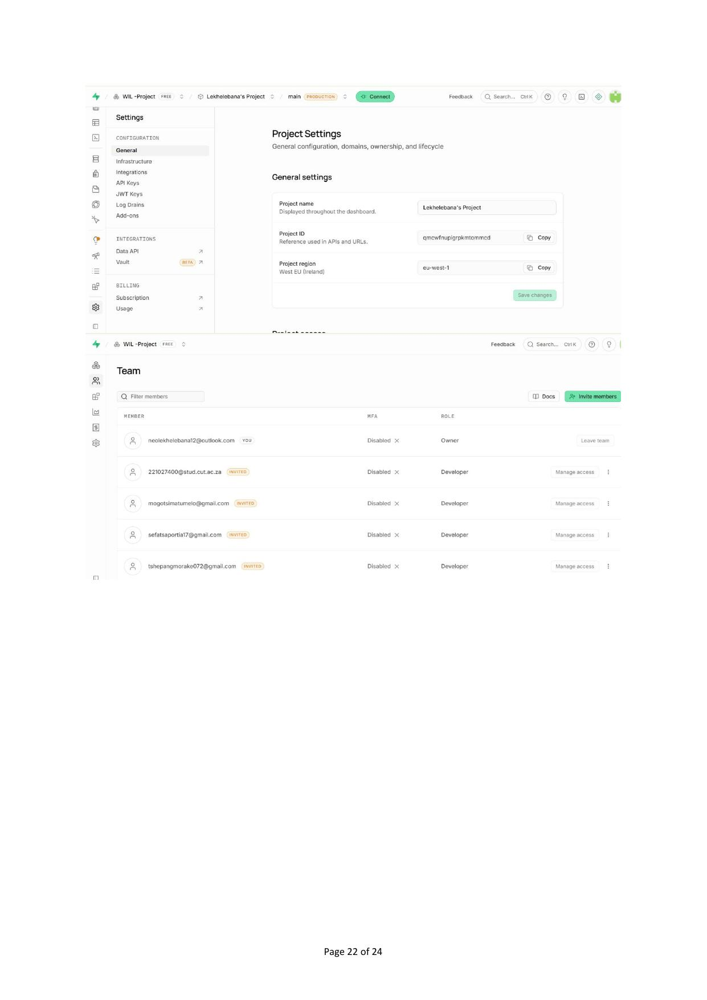 WIL -Project FREE Lekhelebana's Project main PRODUCTION Connect Feedback Search... Ctrl K
Settings
CONFIGURATION
General
Infrastructure
Integrations
API Keys
JWT Keys
Log Drains
Add-ons
INTEGRATIONS
Data API
Vault BETA
BILLING
Subscription
Usage
Project Settings
General configuration, domains, ownership, and lifecycle
General settings
Project name
Displayed throughout the dashboard.
Lekhelebana's Project
Project ID
Reference used in APIs and URLs.
qmcwfnupigrpkmtommcd Copy
Project region
West EU (Ireland)
eu-west-1 Copy
Save changes
Project access
WIL -Project FREE Feedback Search... Ctrl K
Team
Filter members Docs Invite members
MEMBER MFA ROLE
neolekhelebana12@outlook.com YOU Disabled Owner Leave team
221027400@stud.cut.ac.za INVITED Disabled Developer Manage access
mogotsimatumelo@gmail.com INVITED Disabled Developer Manage access
sefatsaportia17@gmail.com INVITED Disabled Developer Manage access
tshepangmorake072@gmail.com INVITED Disabled Developer Manage access
Page 22 of 24